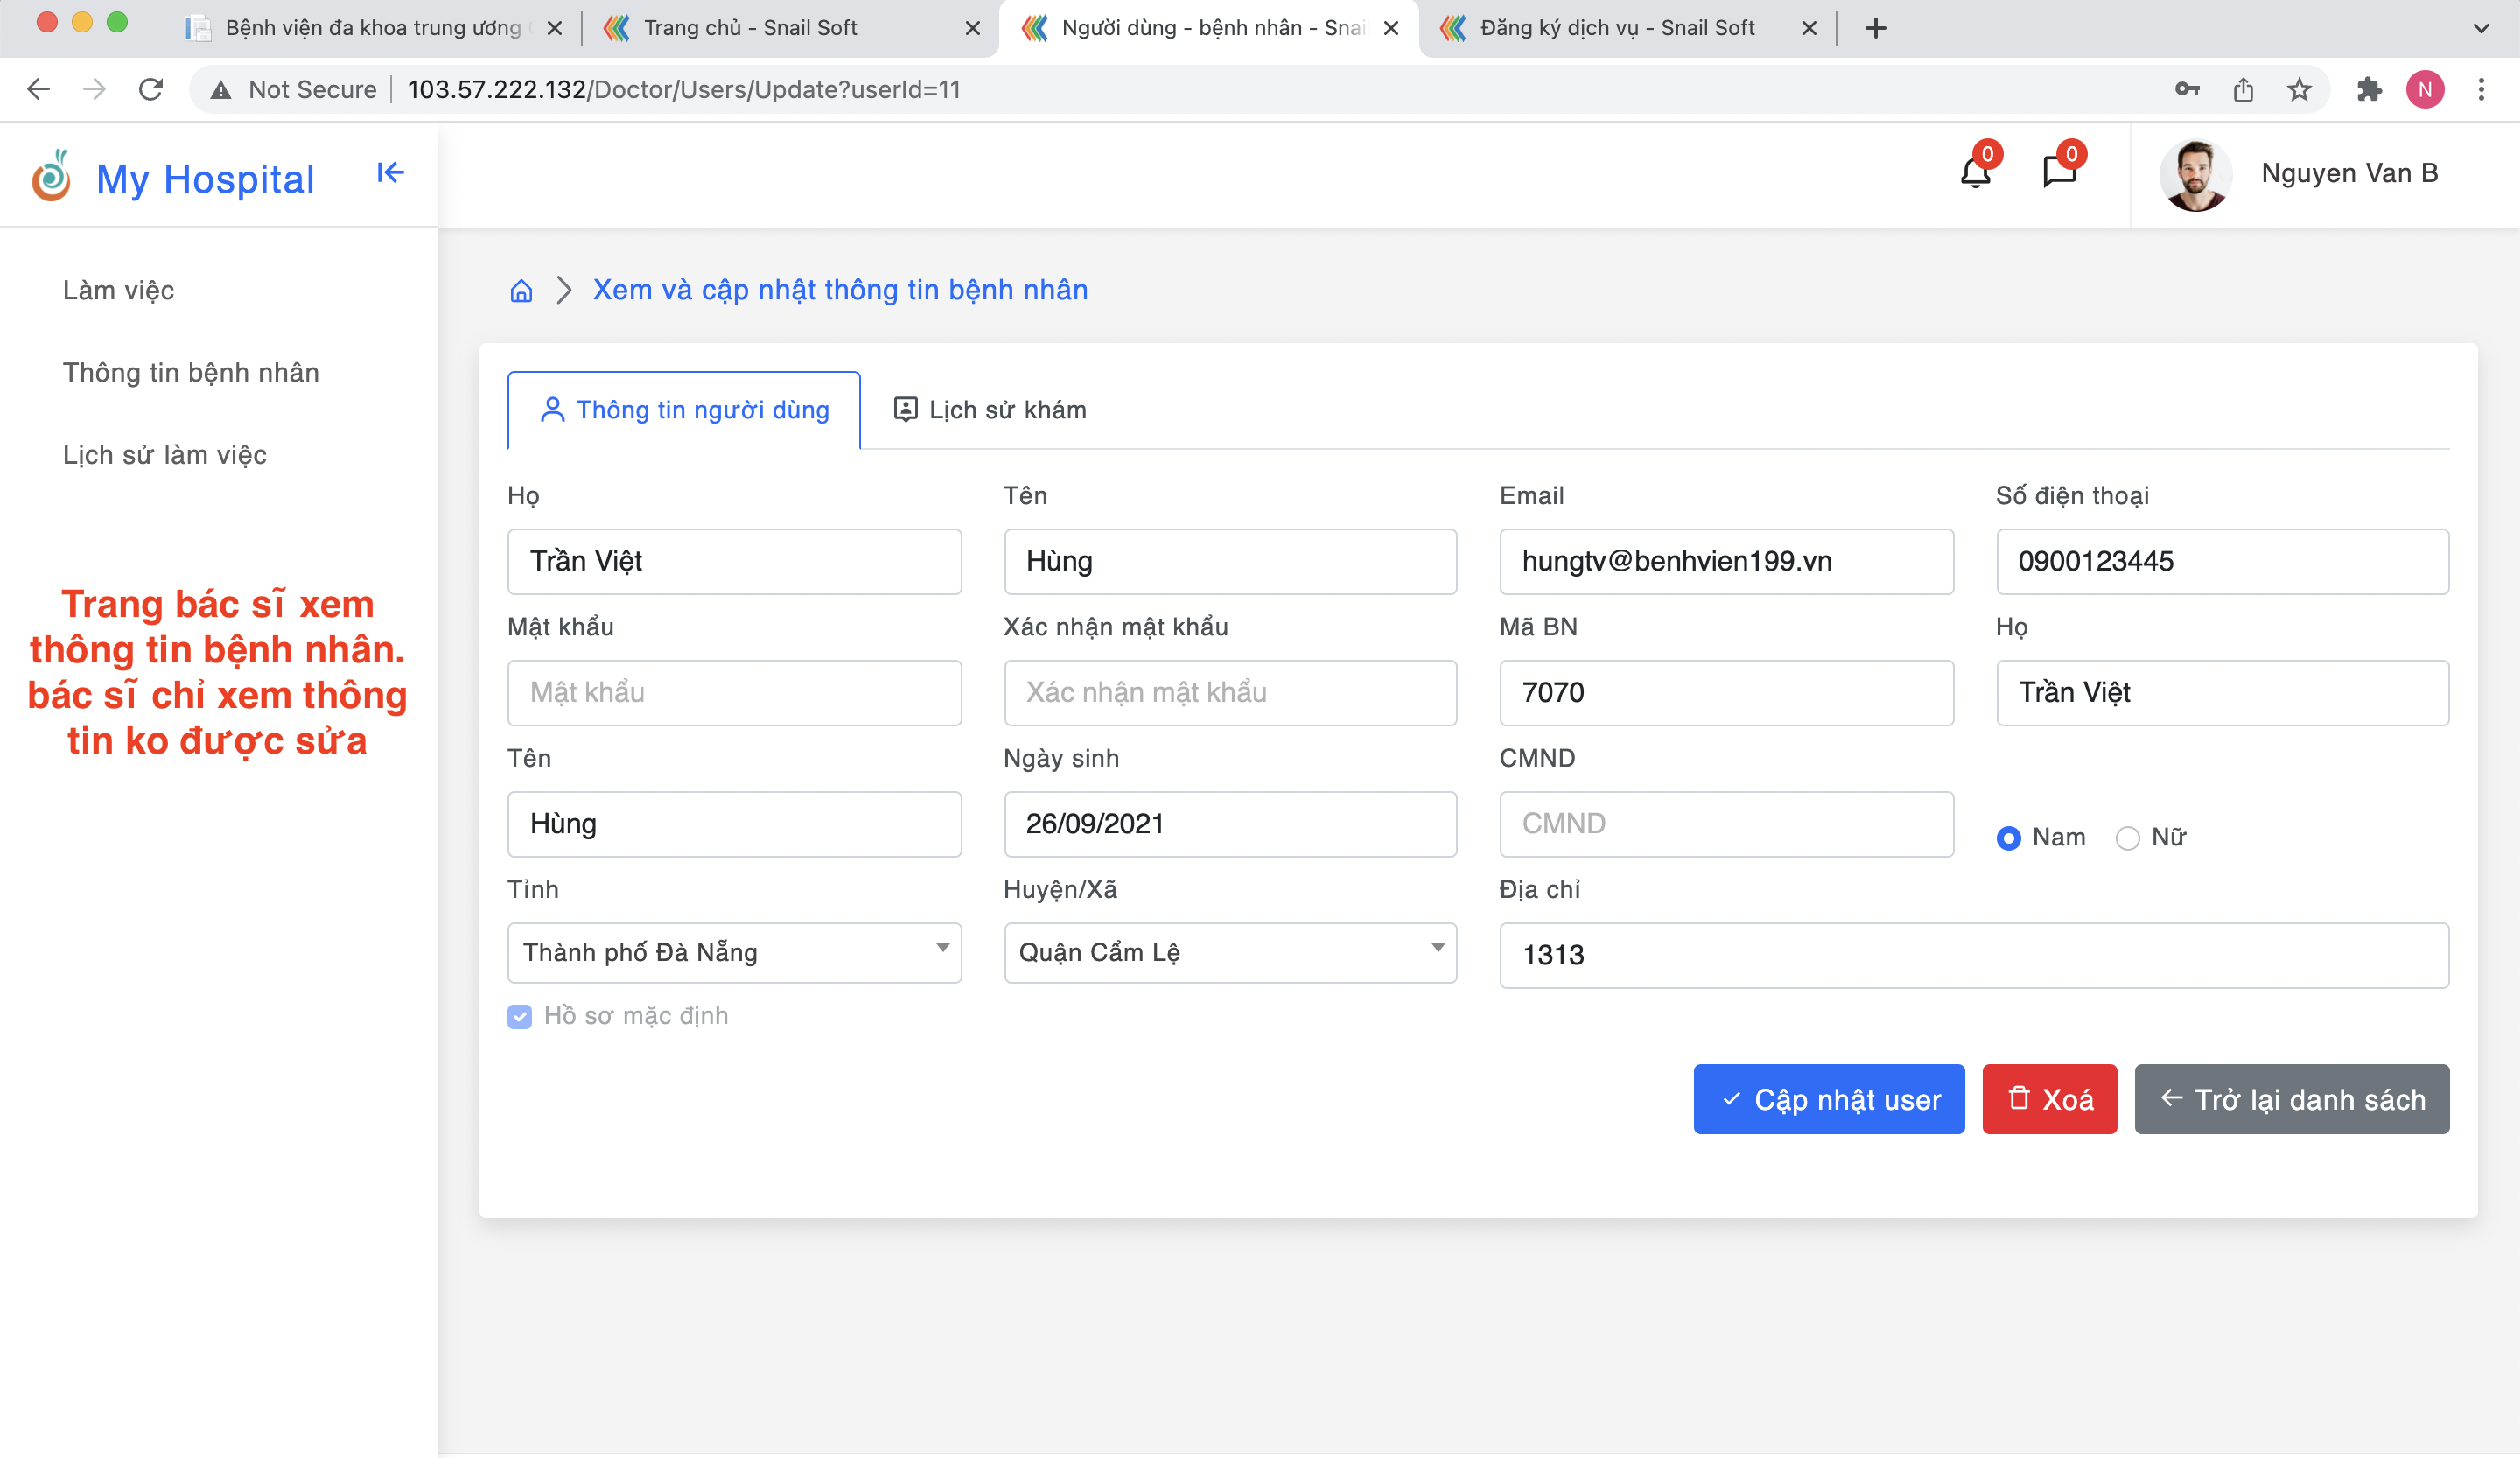 Bệnh viện đa khoa trung ương
Trang chủ - Snail Soft
Người dùng - bệnh nhân - Snai
Đăng ký dịch vụ - Snail Soft
Not Secure
103.57.222.132/Doctor/Users/Update?userId=11
N
My Hospital
0
0
Nguyen Van B
Làm việc
Thông tin bệnh nhân
Lịch sử làm việc
Trang bác sĩ xem
thông tin bệnh nhân.
bác sĩ chỉ xem thông
tin ko được sửa
Xem và cập nhật thông tin bệnh nhân
Thông tin người dùng
Lịch sử khám
Họ
Tên
Email
Số điện thoại
Trần Việt
Hùng
hungtv@benhvien199.vn
0900123445
Mật khẩu
Xác nhận mật khẩu
Mã BN
Họ
Mật khẩu
Xác nhận mật khẩu
7070
Trần Việt
Tên
Ngày sinh
CMND
Hùng
26/09/2021
CMND
Nam
Nữ
Tỉnh
Huyện/Xã
Địa chỉ
Thành phố Đà Nẵng
Quận Cẩm Lệ
1313
Hồ sơ mặc định
Cập nhật user
Xoá
Trở lại danh sách